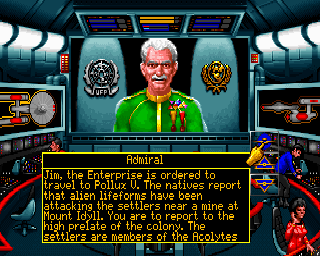 UFP
Admiral
Jim, the Enterprise is ordered to
travel to Pollux V. The natives report
that alien lifeforms have been
attacking the settlers near a mine at
Mount Idyll. You are to report to the
high prelate of the colony. The
settlers are members of the Acolytes